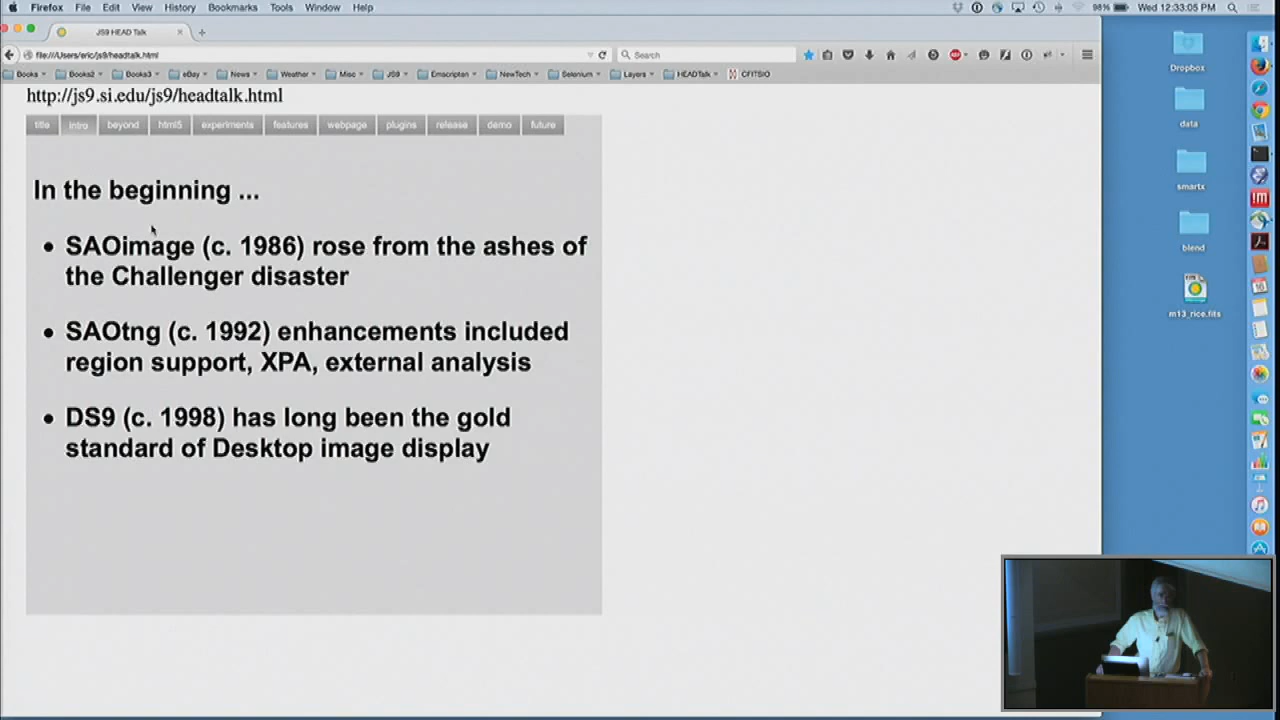 Firefox File Edit View History Bookmarks Tools Window Help
98% Wed 12:33:05 PM
JS9 HEAD Talk
file:///Users/eric/js9/headtalk.html
Search
Books Books2 Books3 eBay News Weather Misc JS9 Emscripten NewTech Selenium Layers HEADTalk CFITSIO
http://js9.si.edu/js9/headtalk.html
title intro beyond html5 experiments features webpage plugins release demo future
In the beginning ...
• SAOimage (c. 1986) rose from the ashes of
the Challenger disaster
• SAOtng (c. 1992) enhancements included
region support, XPA, external analysis
• DS9 (c. 1998) has long been the gold
standard of Desktop image display
Dropbox
data
smartx
blend
m13_rice.fits